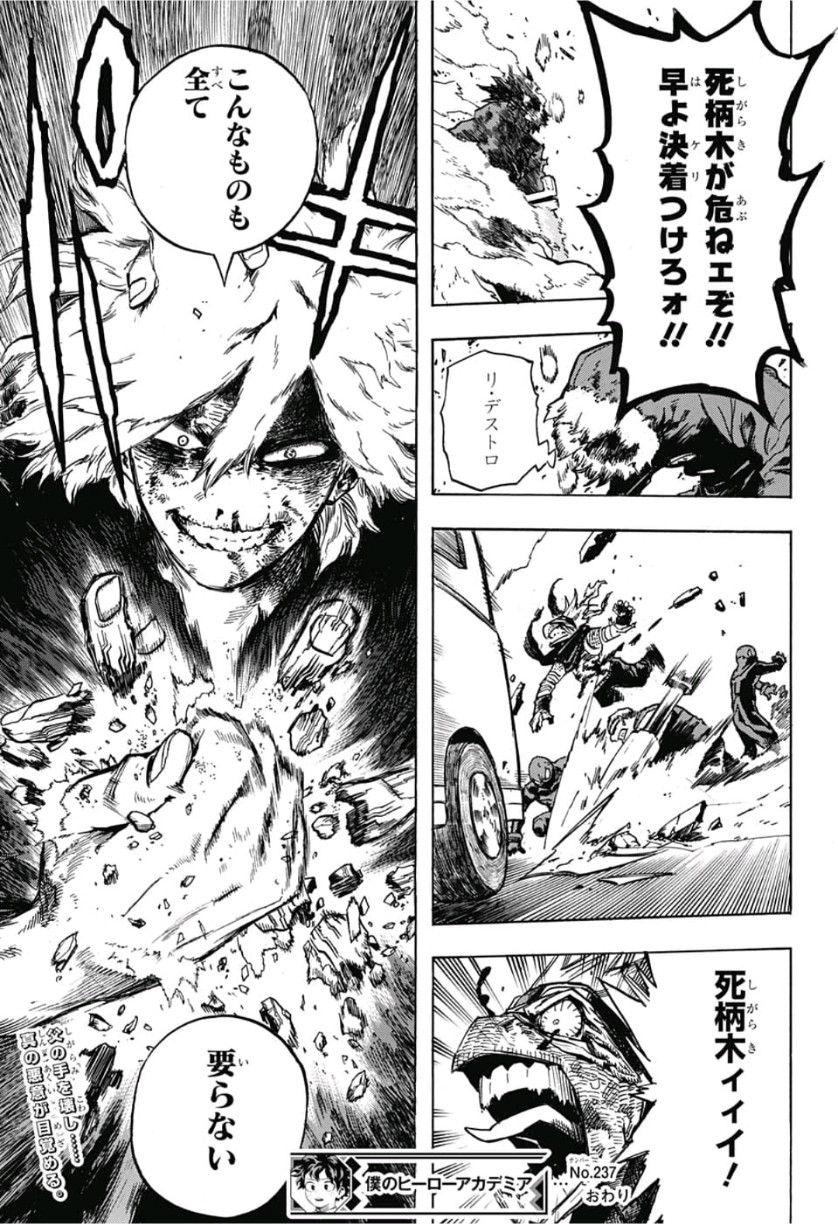 死柄木が危ねェぞ!!
早よ決着つけろォ!!
リ・デストロ
死柄木ィィイ！
こんなものも
全て
要らない
父の手を壊し……
真の悪意が目覚める。
僕のヒーローアカデミア
No.237
…おわり